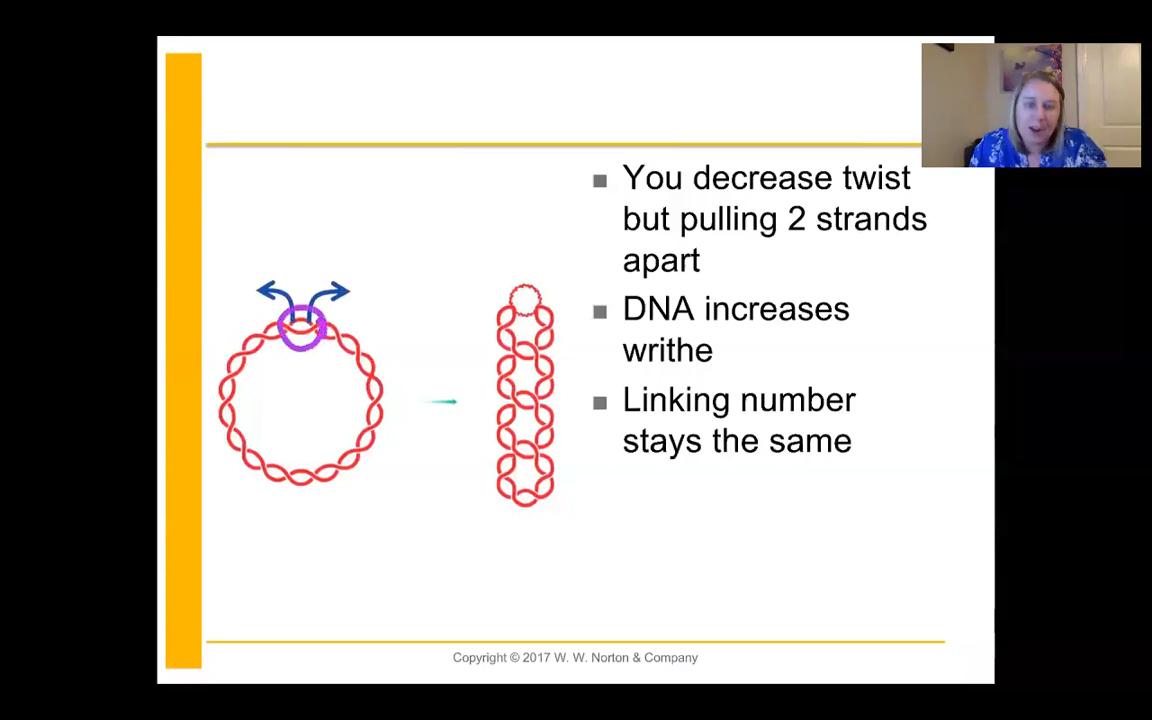 You decrease twist
but pulling 2 strands
apart
DNA increases
writhe
Linking number
stays the same
Copyright © 2017 W. W. Norton & Company